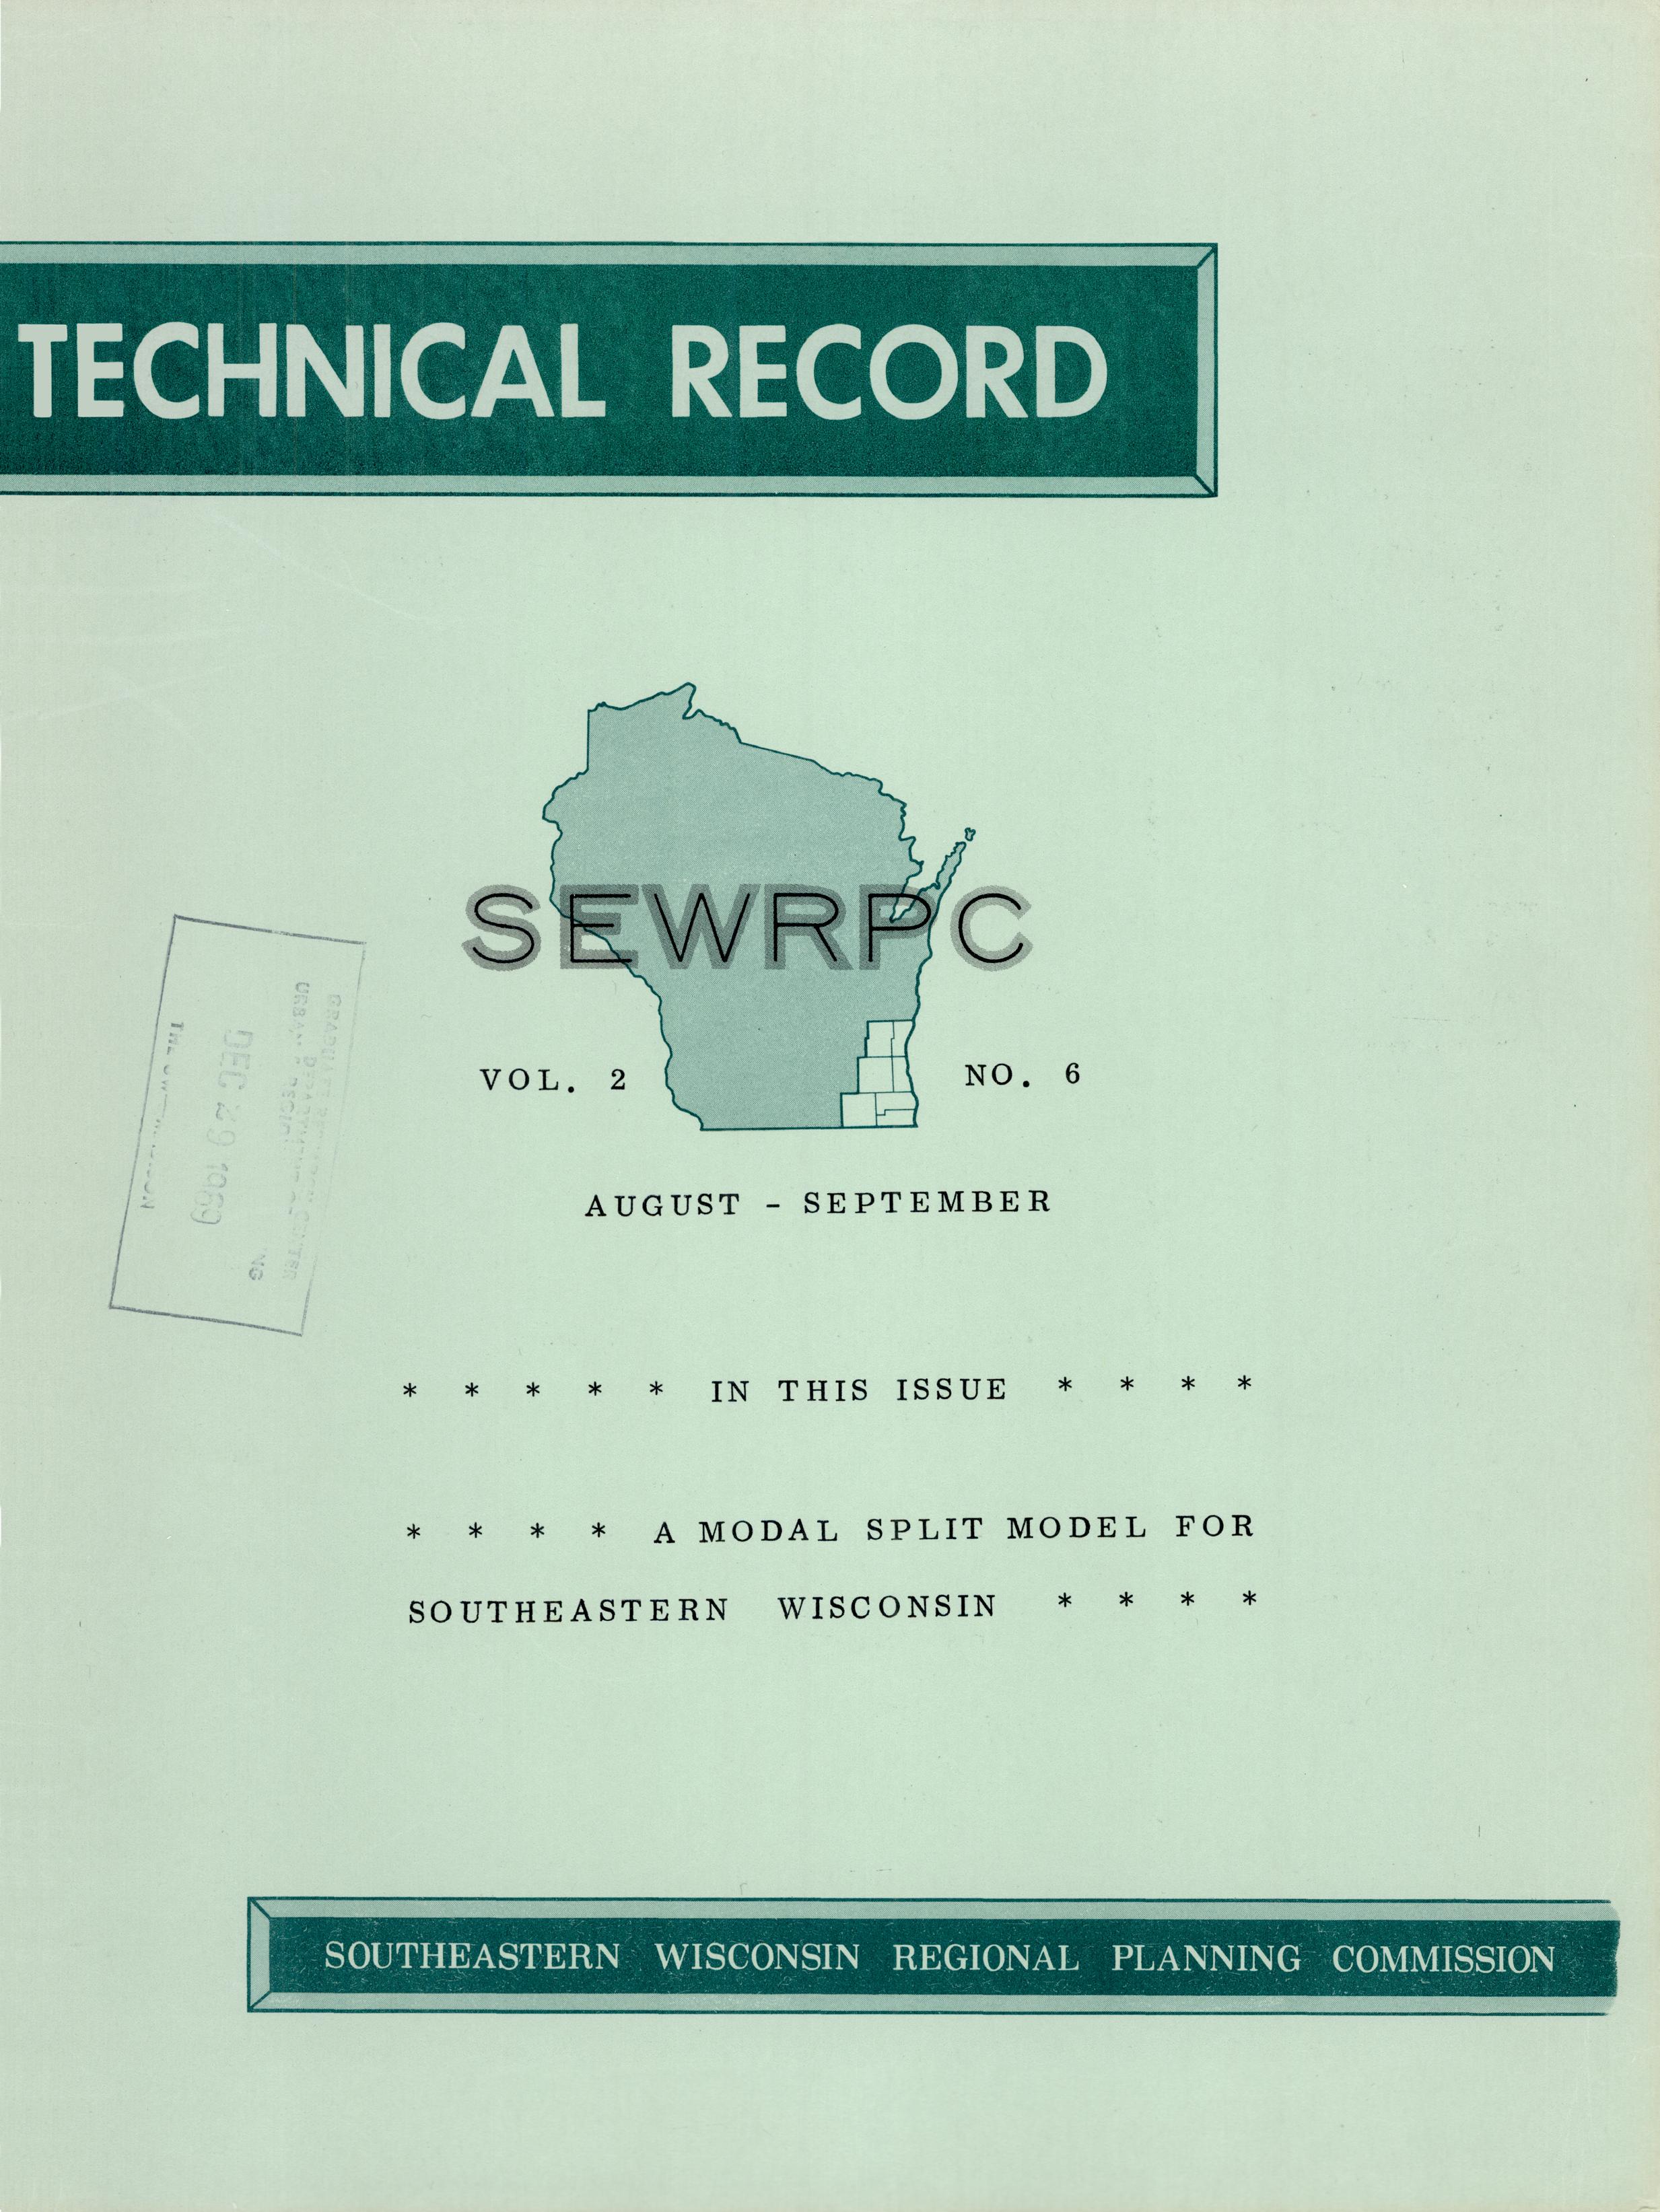 TECHNICAL RECORD
SEWRPC
VOL. 2
NO. 6
AUGUST - SEPTEMBER
* * * * * IN THIS ISSUE * * * *
* * * * A MODAL SPLIT MODEL FOR
SOUTHEASTERN WISCONSIN * * * *
DEC 29 1969
SOUTHEASTERN WISCONSIN REGIONAL PLANNING COMMISSION